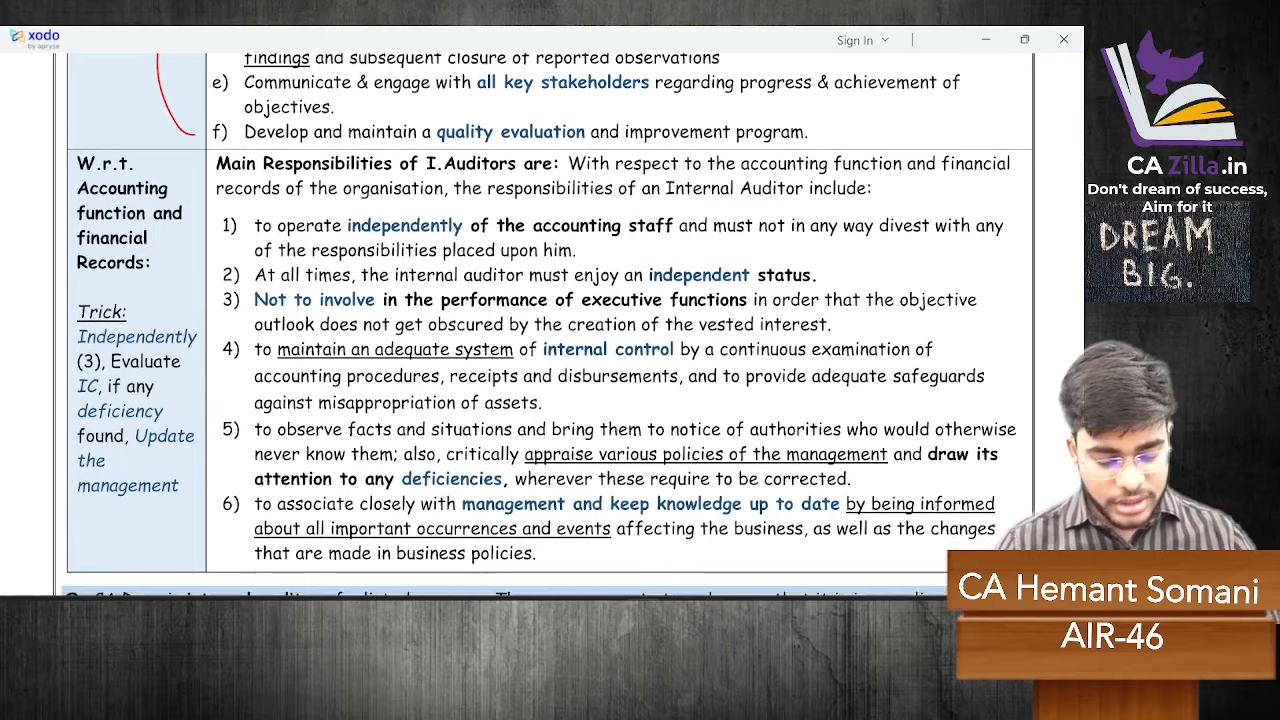 xodo
by apryse
Sign In
findings and subsequent closure of reported observations
e) Communicate & engage with all key stakeholders regarding progress & achievement of
objectives.
f) Develop and maintain a quality evaluation and improvement program.
W.r.t.
Accounting
function and
financial
Records:
Trick:
Independently
(3), Evaluate
IC, if any
deficiency
found, Update
the
management
Main Responsibilities of I.Auditors are: With respect to the accounting function and financial
records of the organisation, the responsibilities of an Internal Auditor include:
1) to operate independently of the accounting staff and must not in any way divest with any
of the responsibilities placed upon him.
2) At all times, the internal auditor must enjoy an independent status.
3) Not to involve in the performance of executive functions in order that the objective
outlook does not get obscured by the creation of the vested interest.
4) to maintain an adequate system of internal control by a continuous examination of
accounting procedures, receipts and disbursements, and to provide adequate safeguards
against misappropriation of assets.
5) to observe facts and situations and bring them to notice of authorities who would otherwise
never know them; also, critically appraise various policies of the management and draw its
attention to any deficiencies, wherever these require to be corrected.
6) to associate closely with management and keep knowledge up to date by being informed
about all important occurrences and events affecting the business, as well as the changes
that are made in business policies.
CA Zilla.in
Don't dream of success,
Aim for it
DREAM
BIG.
CA Hemant Somani
AIR-46